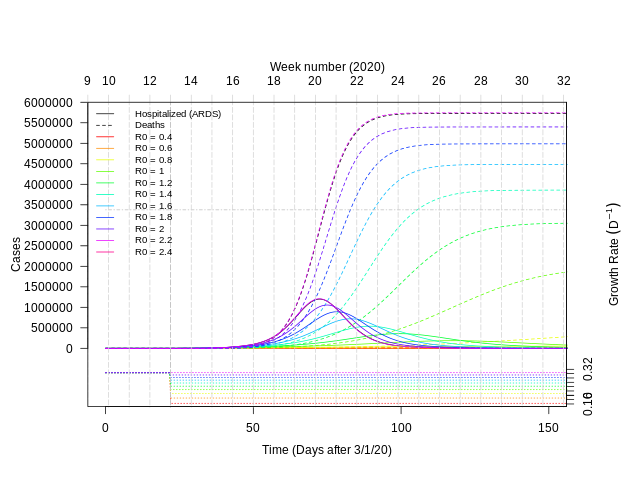 Week number (2020)
9 10 12 14 16 18 20 22 24 26 28 30 32
6000000
5500000
5000000
4500000
4000000
3500000
3000000
2500000
2000000
1500000
1000000
500000
0
Cases
Hospitalized (ARDS)
Deaths
R0 = 0.4
R0 = 0.6
R0 = 0.8
R0 = 1
R0 = 1.2
R0 = 1.4
R0 = 1.6
R0 = 1.8
R0 = 2
R0 = 2.2
R0 = 2.4
Growth Rate (D⁻¹)
0.32
0.16
0 50 100 150
Time (Days after 3/1/20)